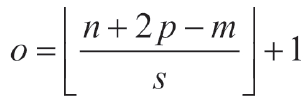 o = ⌊(n + 2p − m) / s⌋ + 1